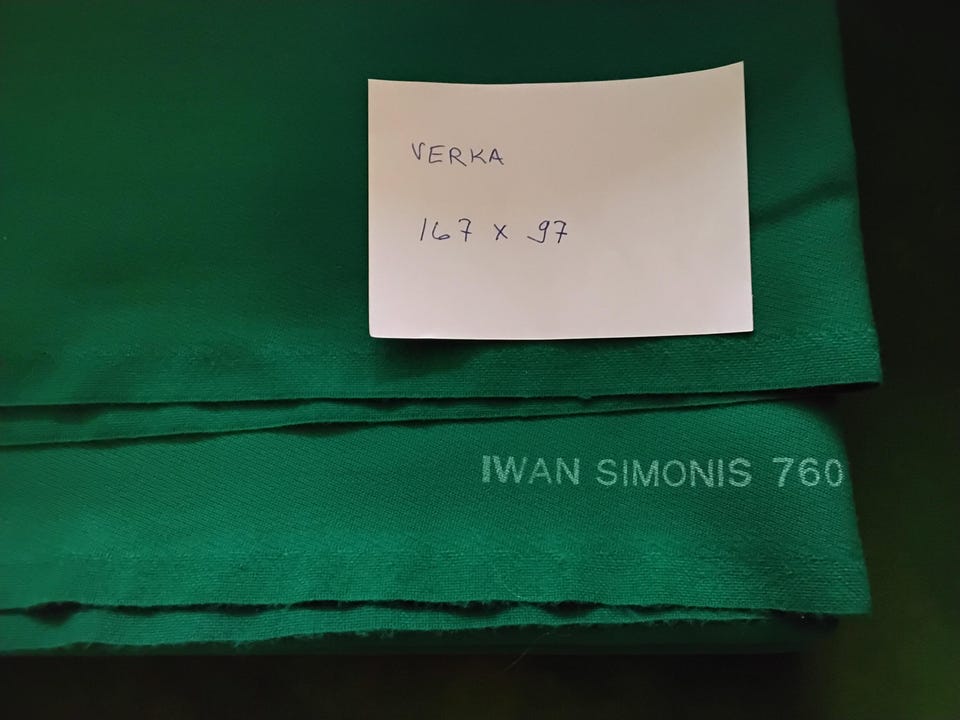 VERKA
167 x 97
IWAN SIMONIS 760